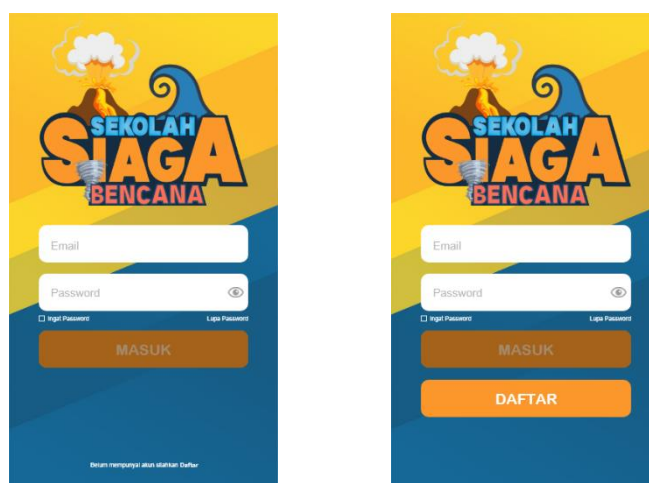 SEKOLAH
SIAGA
BENCANA
Email
Password
Ingat Password Lupa Password
MASUK
Belum mempunyai akun silahkan Daftar
SEKOLAH
SIAGA
BENCANA
Email
Password
Ingat Password Lupa Password
MASUK
DAFTAR